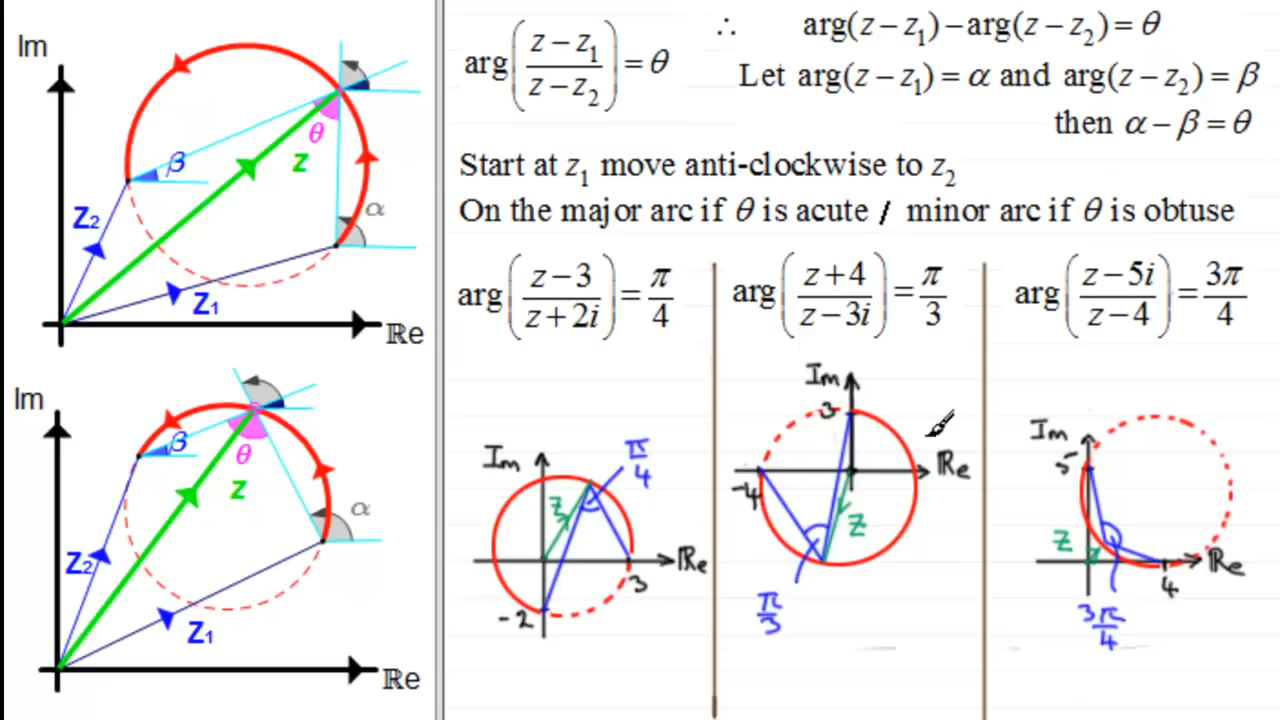 Im
θ
z
β
α
Z2
Z1
ℝe
Im
β
θ
z
α
Z2
Z1
ℝe
arg((z−z₁)/(z−z₂)) = θ
∴ arg(z−z₁)−arg(z−z₂)=θ
Let arg(z−z₁)=α and arg(z−z₂)=β
then α−β=θ
Start at z₁ move anti-clockwise to z₂
On the major arc if θ is acute / minor arc if θ is obtuse
arg((z−3)/(z+2i)) = π/4
Im
π/4
z
ℝe
3
-2
arg((z+4)/(z−3i)) = π/3
Im
3
ℝe
-4
z
π/3
arg((z−5i)/(z−4)) = 3π/4
Im
5
z
ℝe
4
3π/4